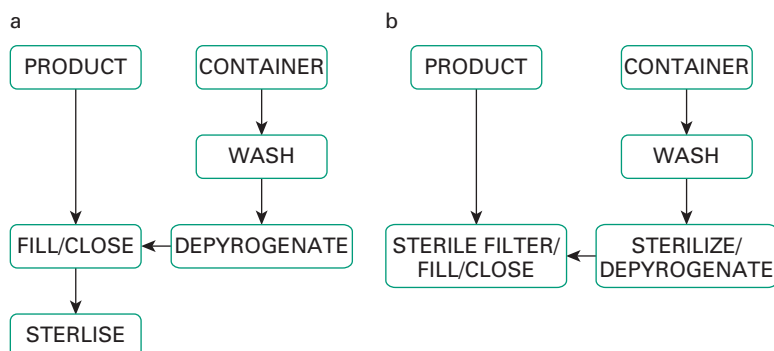 a
PRODUCT
CONTAINER
WASH
FILL/CLOSE
DEPYROGENATE
STERLISE
b
PRODUCT
CONTAINER
WASH
STERILE FILTER/
FILL/CLOSE
STERILIZE/
DEPYROGENATE